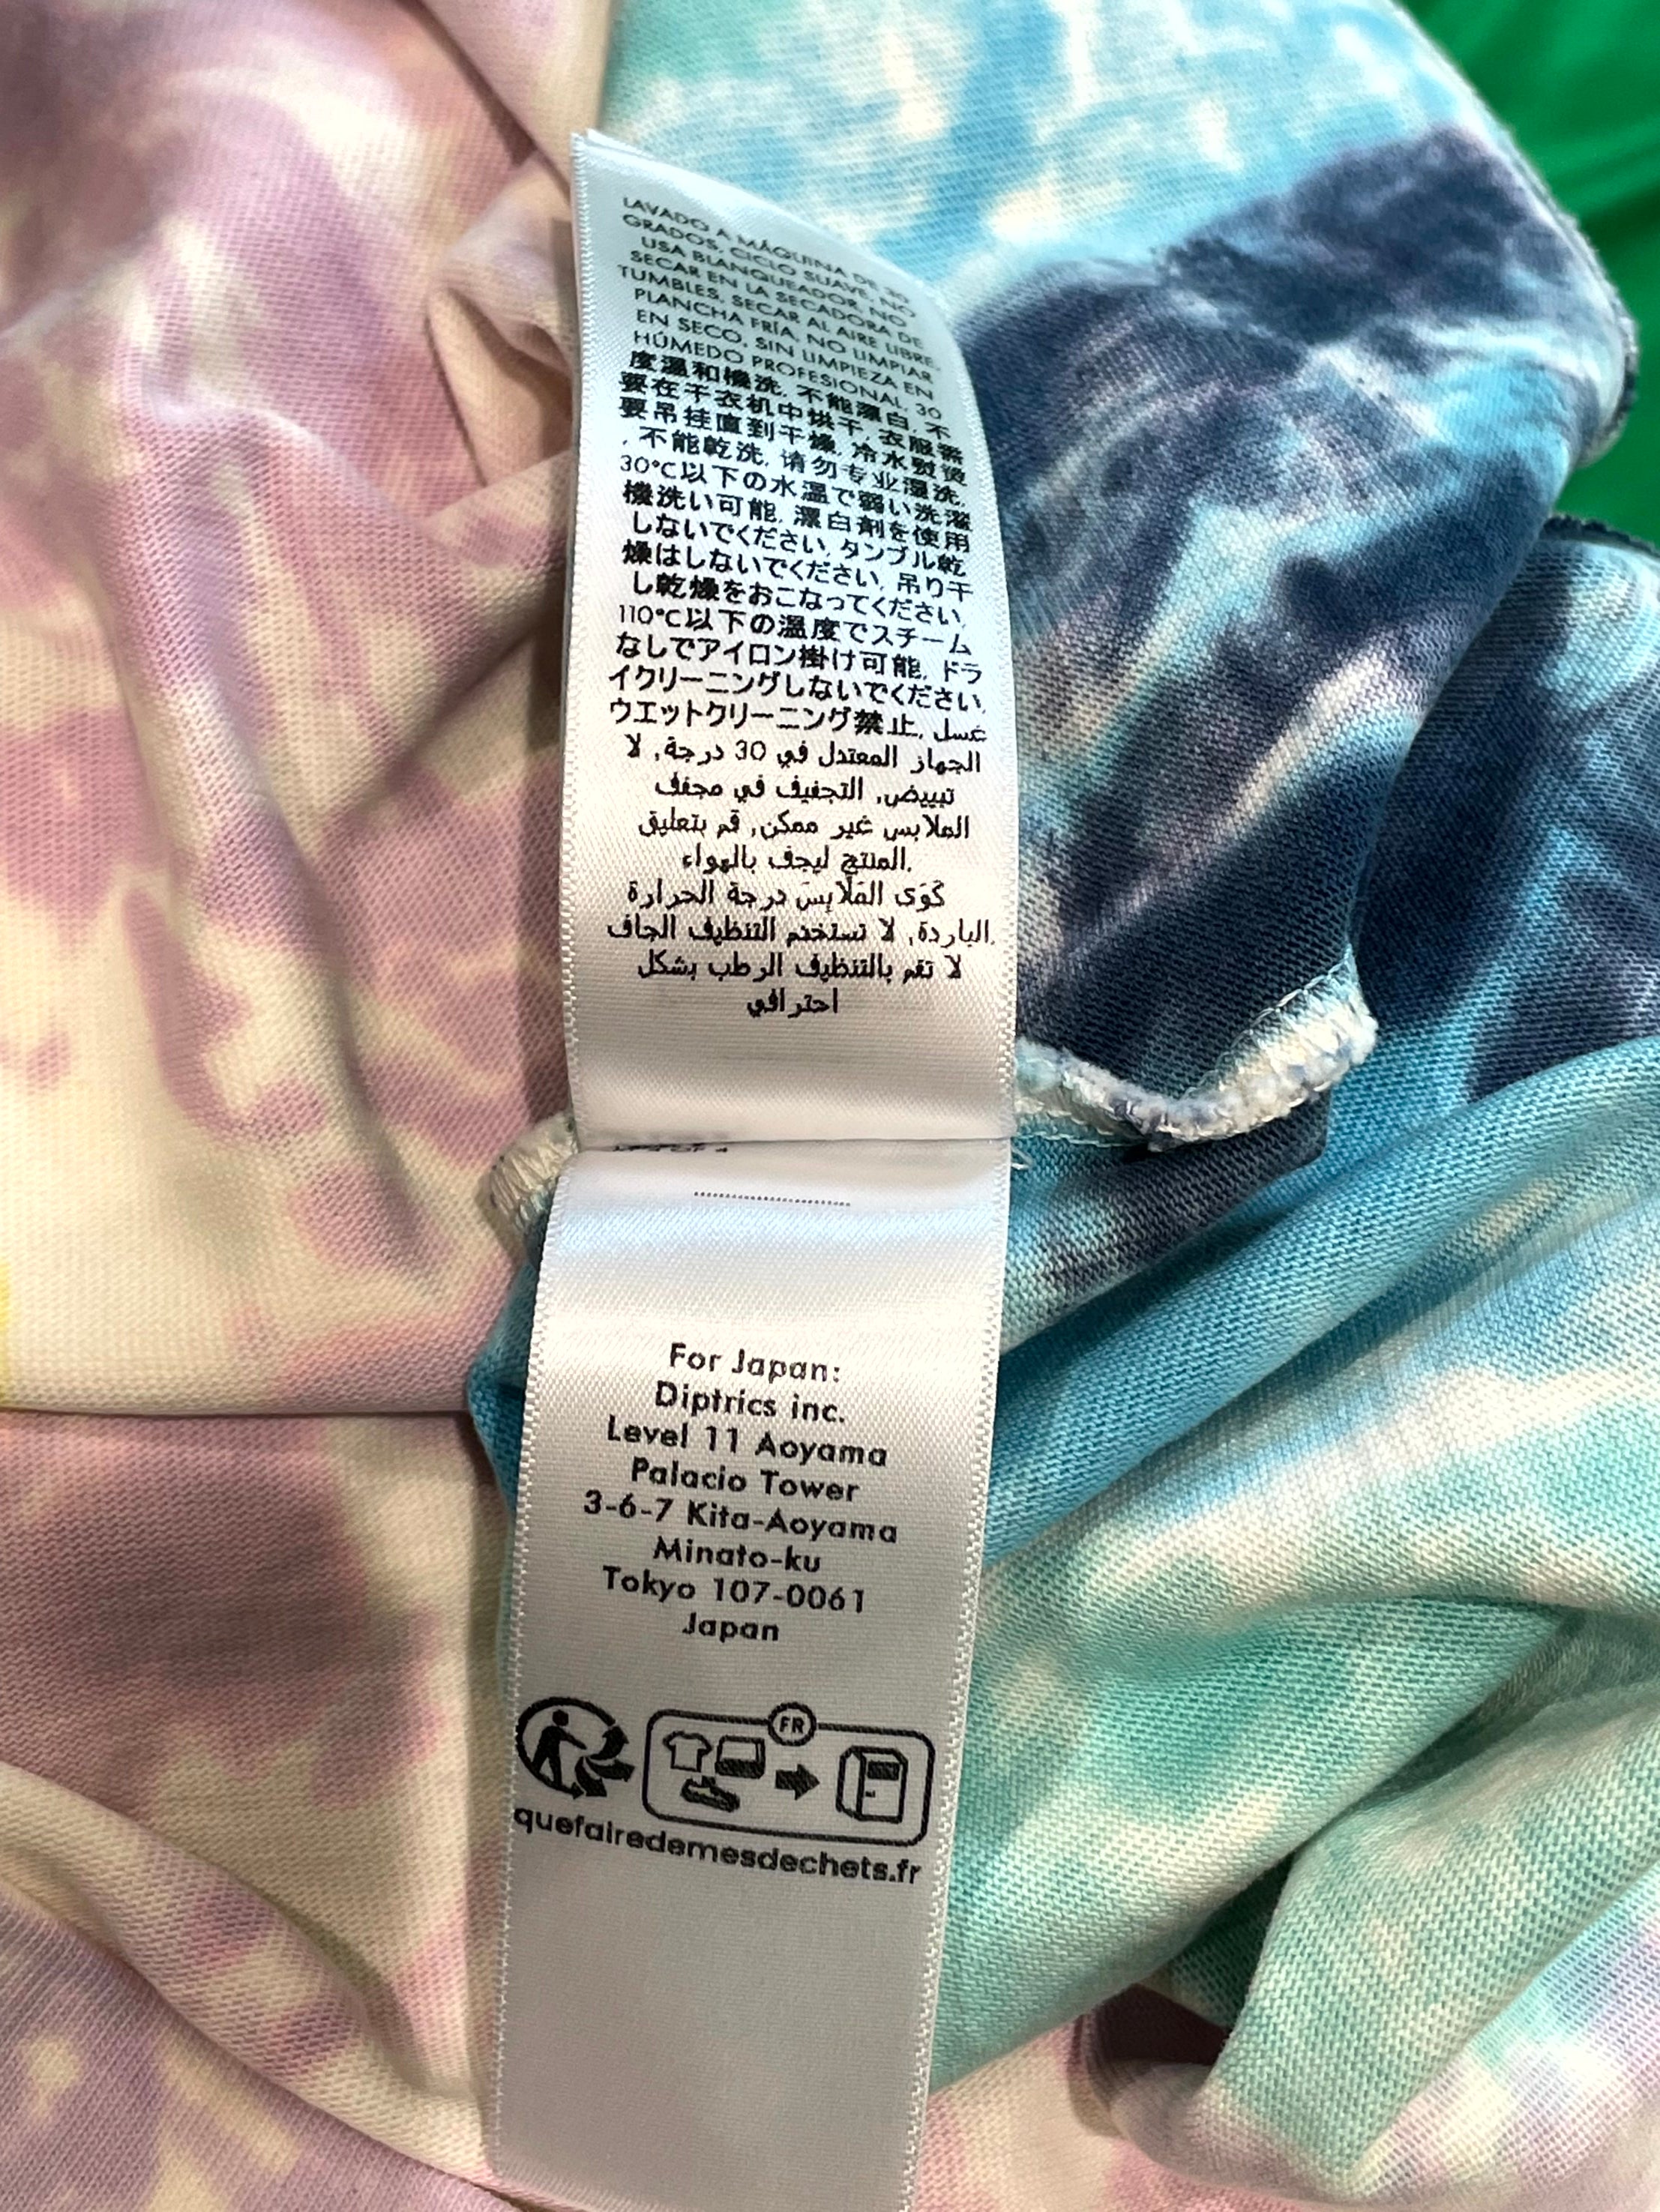 LAVADO A MÁQUINA DE 30
GRADOS, CICLO SUAVE, NO
USA BLANQUEADOR, NO
SECAR EN LA SECADORA DE
TUMBLES, SECAR AL AIRE LIBRE,
PLANCHA FRÍA, NO LIMPIAR
EN SECO, SIN LIMPIEZA EN
HÚMEDO PROFESIONAL, 30
度溫和機洗, 不能漂白, 不
要在干衣机中烘干, 衣服需
要吊挂直到干燥, 冷水熨烫
, 不能乾洗, 请勿专业湿洗,
30°C以下の水温で弱い洗濯
機洗い可能, 漂白剤を使用
しないでください, タンブル乾
燥はしないでください, 吊り干
し乾燥をおこなってください,
110°C以下の温度でスチーム
なしでアイロン掛け可能, ドラ
イクリーニングしないでください,
ウエットクリーニング禁止, غسل
الجهاز المعتدل في 30 درجة, لا
تبييض, التجفيف في مجفف
الملابس غير ممكن, قم بتعليق
المنتج ليجف بالهواء.
كَوَى المَلَابِسَ درجة الحرارة
الباردة, لا تستخدم التنظيف الجاف.
لا تقم بالتنظيف الرطب بشكل
احترافي
For Japan:
Diptrics inc.
Level 11 Aoyama
Palacio Tower
3-6-7 Kita-Aoyama
Minato-ku
Tokyo 107-0061
Japan
FR
quefairedemesdechets.fr